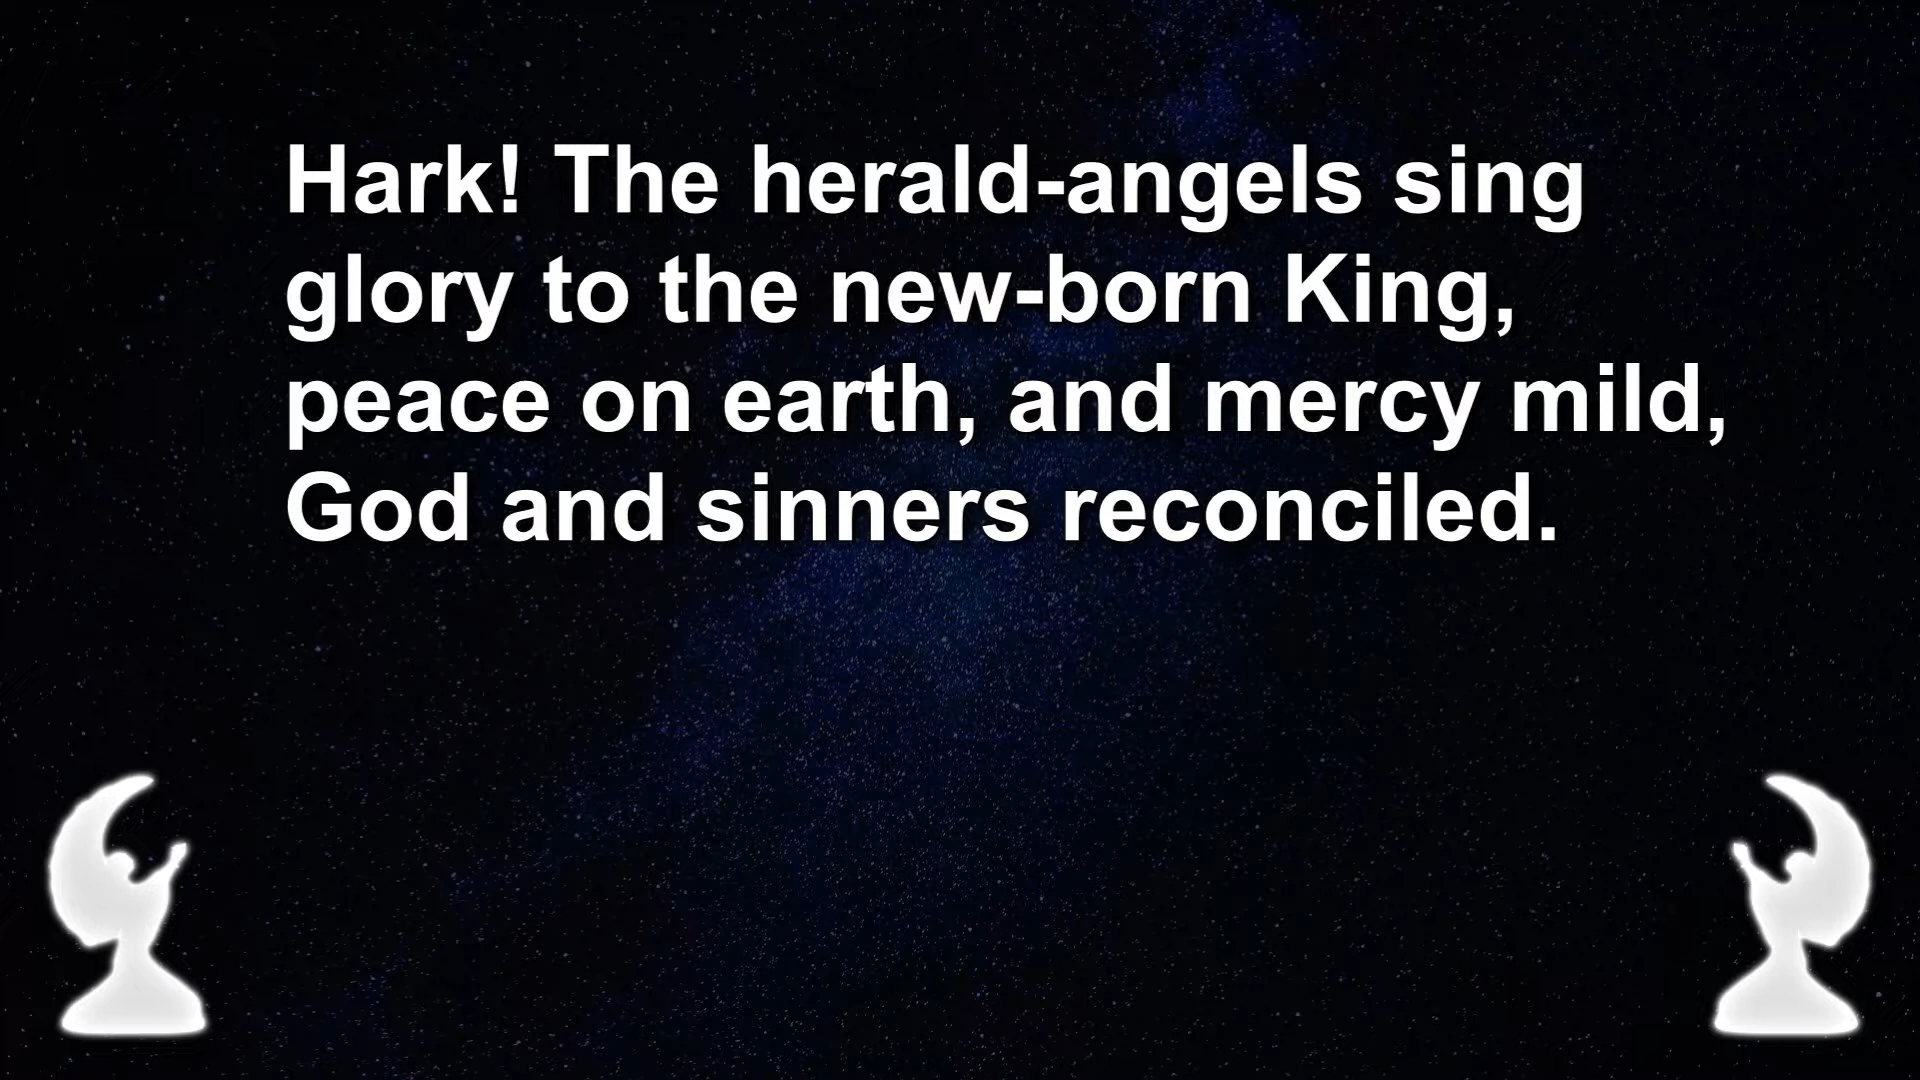 Hark! The herald-angels sing
glory to the new-born King,
peace on earth, and mercy mild,
God and sinners reconciled.